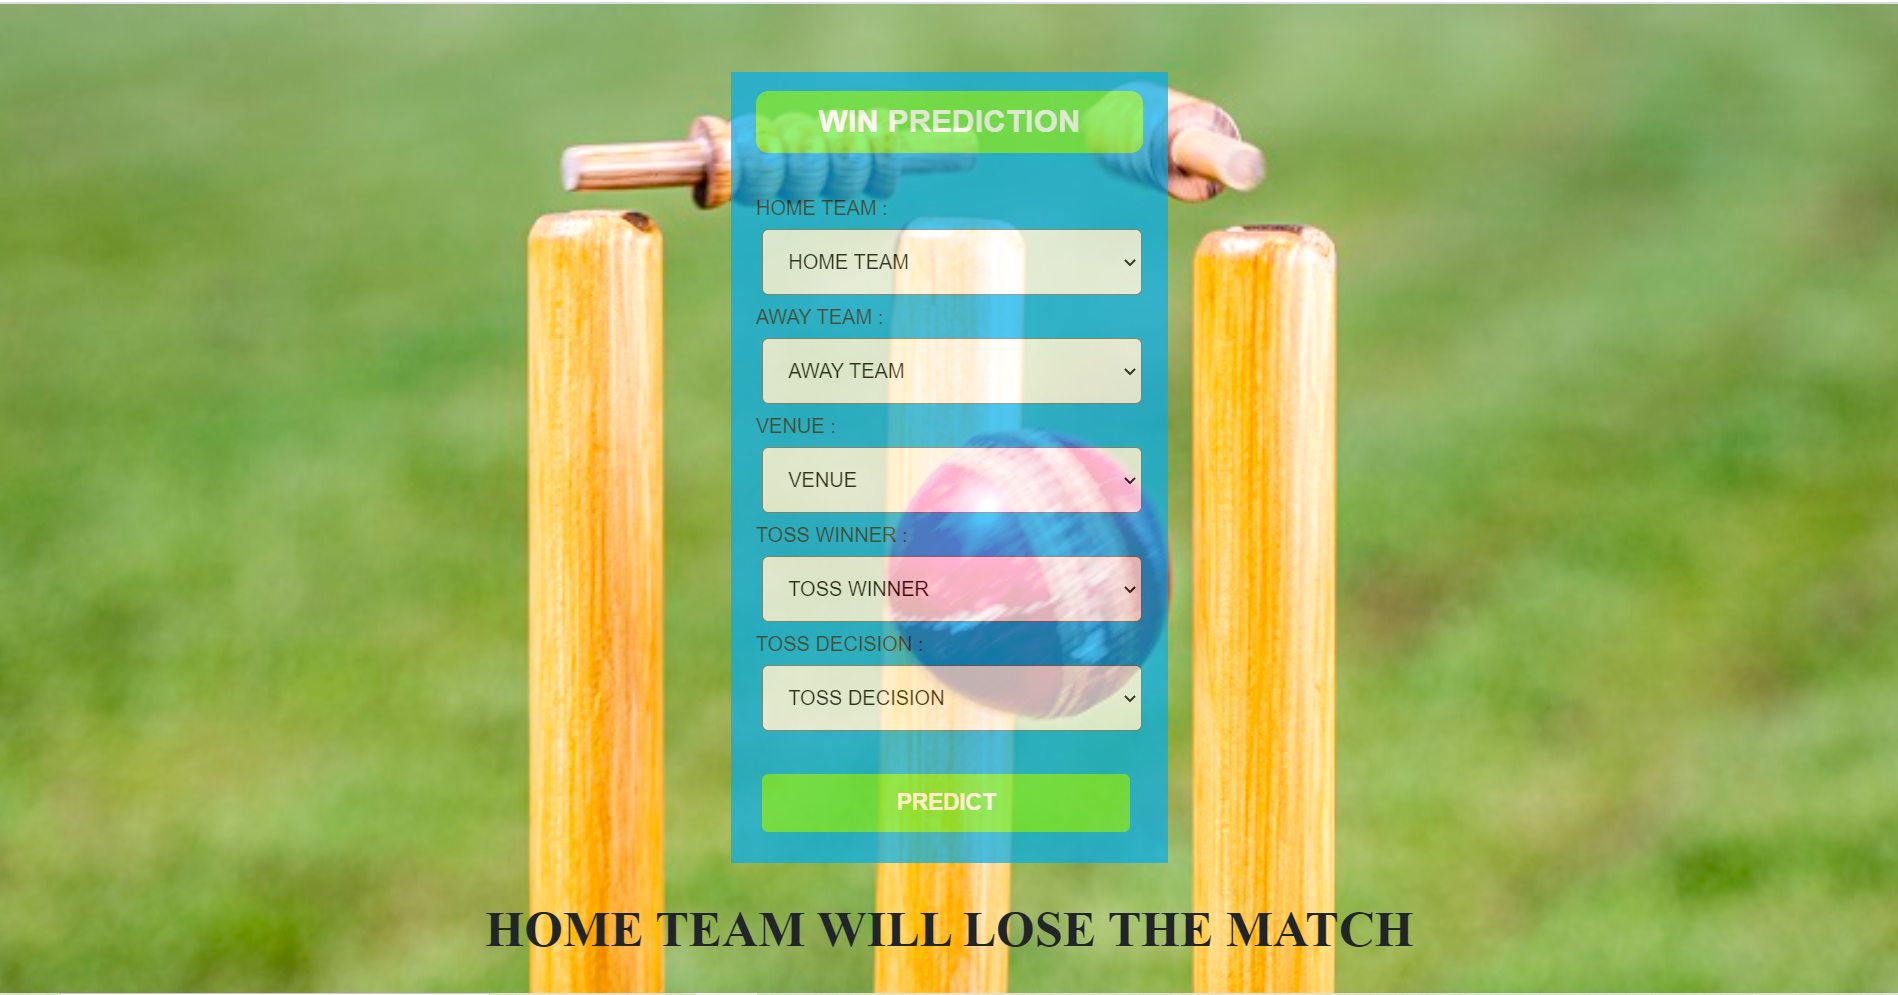 WIN PREDICTION
HOME TEAM :
HOME TEAM
AWAY TEAM :
AWAY TEAM
VENUE :
VENUE
TOSS WINNER :
TOSS WINNER
TOSS DECISION :
TOSS DECISION
PREDICT
HOME TEAM WILL LOSE THE MATCH